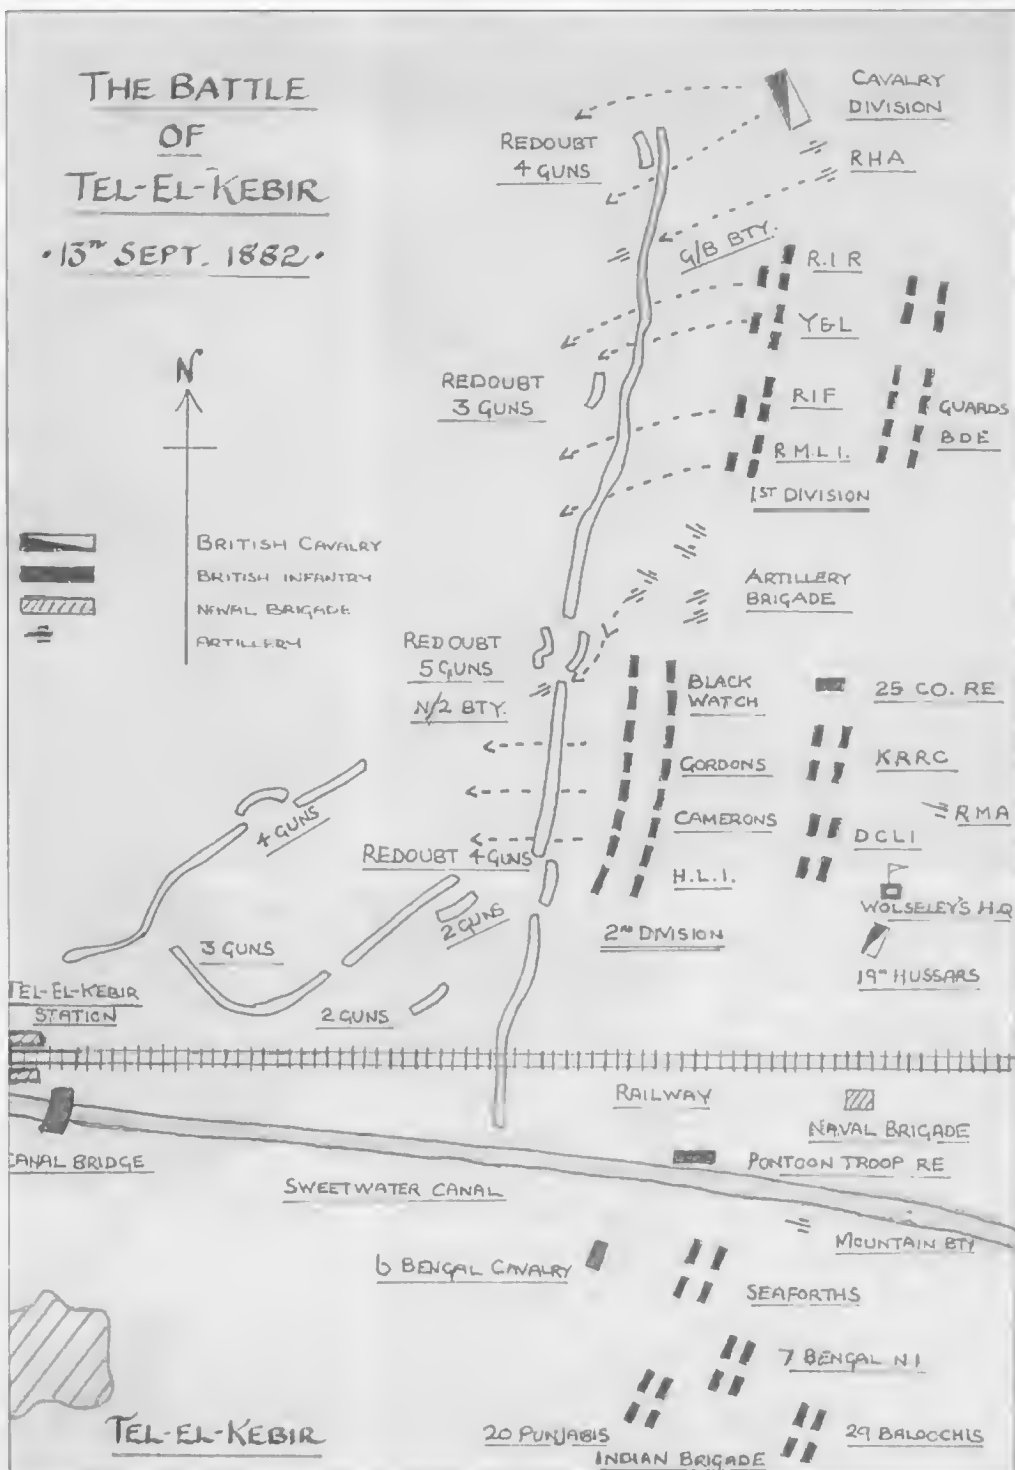 THE BATTLE
OF
TEL-EL-KEBIR
·13TH SEPT. 1882·
CAVALRY
DIVISION
REDOUBT
4 GUNS
RHA
G/B BTY.
R.I.R
Y&L
REDOUBT
3 GUNS
RIF
GUARDS
BDE
R.M.L.I.
1ST DIVISION
N
BRITISH CAVALRY
BRITISH INFANTRY
NAVAL BRIGADE
ARTILLERY
ARTILLERY
BRIGADE
REDOUBT
5 GUNS
N/2 BTY.
BLACK
WATCH
25 CO. RE
GORDONS
KRRC
4 GUNS
CAMERONS
RMA
DCLI
REDOUBT 4 GUNS
H.L.I.
WOLSELEY'S HQ
2 GUNS
2ND DIVISION
3 GUNS
19TH HUSSARS
TEL-EL-KEBIR
STATION
2 GUNS
RAILWAY
NAVAL BRIGADE
CANAL BRIDGE
PONTOON TROOP RE
SWEETWATER CANAL
MOUNTAIN BTY
6 BENGAL CAVALRY
SEAFORTHS
7 BENGAL N I
TEL-EL-KEBIR
20 PUNJABIS
29 BALOOCHIS
INDIAN BRIGADE